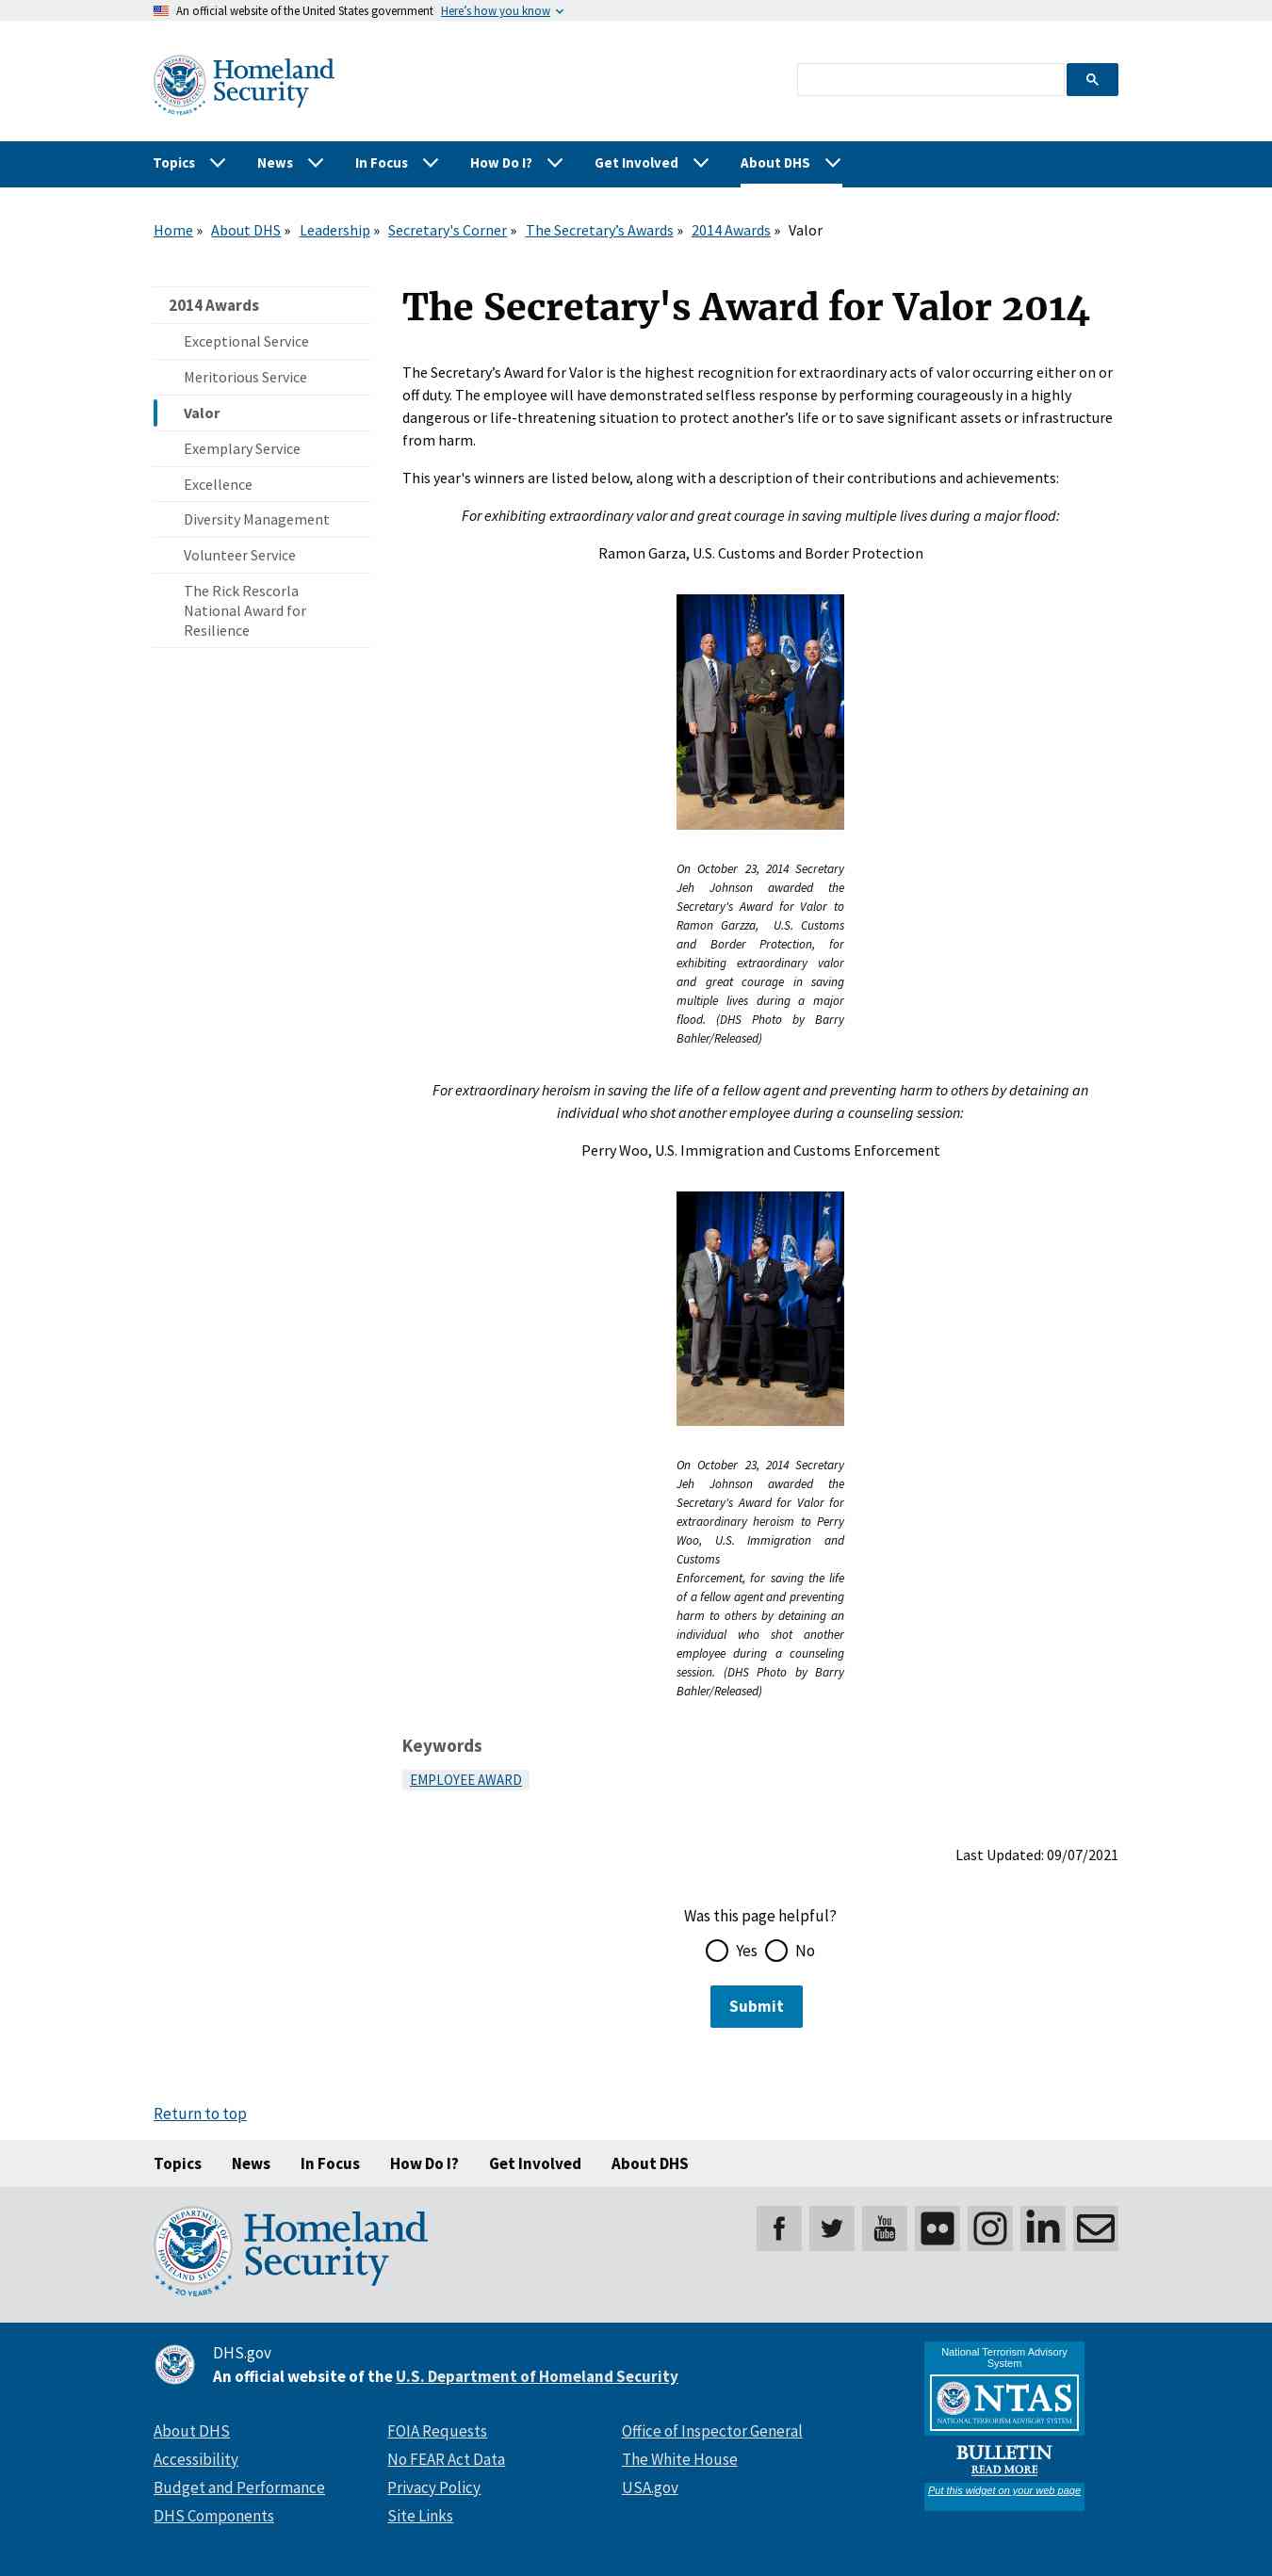 An official website of the United States government Here's how you know
Homeland
Security
Topics News In Focus How Do I? Get Involved About DHS
Home » About DHS » Leadership » Secretary's Corner » The Secretary’s Awards » 2014 Awards » Valor
2014 Awards
Exceptional Service
Meritorious Service
Valor
Exemplary Service
Excellence
Diversity Management
Volunteer Service
The Rick Rescorla
National Award for
Resilience
The Secretary's Award for Valor 2014
The Secretary’s Award for Valor is the highest recognition for extraordinary acts of valor occurring either on or
off duty. The employee will have demonstrated selfless response by performing courageously in a highly
dangerous or life-threatening situation to protect another’s life or to save significant assets or infrastructure
from harm.
This year's winners are listed below, along with a description of their contributions and achievements:
For exhibiting extraordinary valor and great courage in saving multiple lives during a major flood:
Ramon Garza, U.S. Customs and Border Protection
On October 23, 2014 Secretary
Jeh Johnson awarded the
Secretary's Award for Valor to
Ramon Garzza, U.S. Customs
and Border Protection, for
exhibiting extraordinary valor
and great courage in saving
multiple lives during a major
flood. (DHS Photo by Barry
Bahler/Released)
For extraordinary heroism in saving the life of a fellow agent and preventing harm to others by detaining an
individual who shot another employee during a counseling session:
Perry Woo, U.S. Immigration and Customs Enforcement
On October 23, 2014 Secretary
Jeh Johnson awarded the
Secretary's Award for Valor for
extraordinary heroism to Perry
Woo, U.S. Immigration and
Customs
Enforcement, for saving the life
of a fellow agent and preventing
harm to others by detaining an
individual who shot another
employee during a counseling
session. (DHS Photo by Barry
Bahler/Released)
Keywords
EMPLOYEE AWARD
Last Updated: 09/07/2021
Was this page helpful?
Yes No
Submit
Return to top
Topics News In Focus How Do I? Get Involved About DHS
U.S. DEPARTMENT OF
HOMELAND SECURITY
20 YEARS
Homeland
Security
You
Tube
in
DHS.gov
An official website of the U.S. Department of Homeland Security
About DHS
Accessibility
Budget and Performance
DHS Components
FOIA Requests
No FEAR Act Data
Privacy Policy
Site Links
Office of Inspector General
The White House
USA.gov
National Terrorism Advisory
System
NTAS
NATIONAL TERRORISM ADVISORY SYSTEM
BULLETIN
READ MORE
Put this widget on your web page